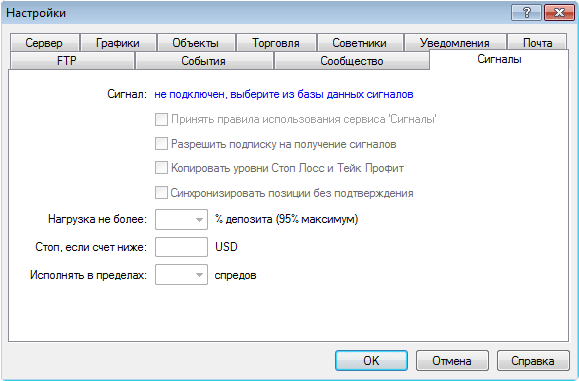 Настройки
Сервер Графики Объекты Торговля Советники Уведомления Почта
FTP События Сообщество Сигналы
Сигнал: не подключен, выберите из базы данных сигналов
Принять правила использования сервиса 'Сигналы'
Разрешить подписку на получение сигналов
Копировать уровни Стоп Лосс и Тейк Профит
Синхронизировать позиции без подтверждения
Нагрузка не более: % депозита (95% максимум)
Стоп, если счет ниже: USD
Исполнять в пределах: спредов
OK Отмена Справка